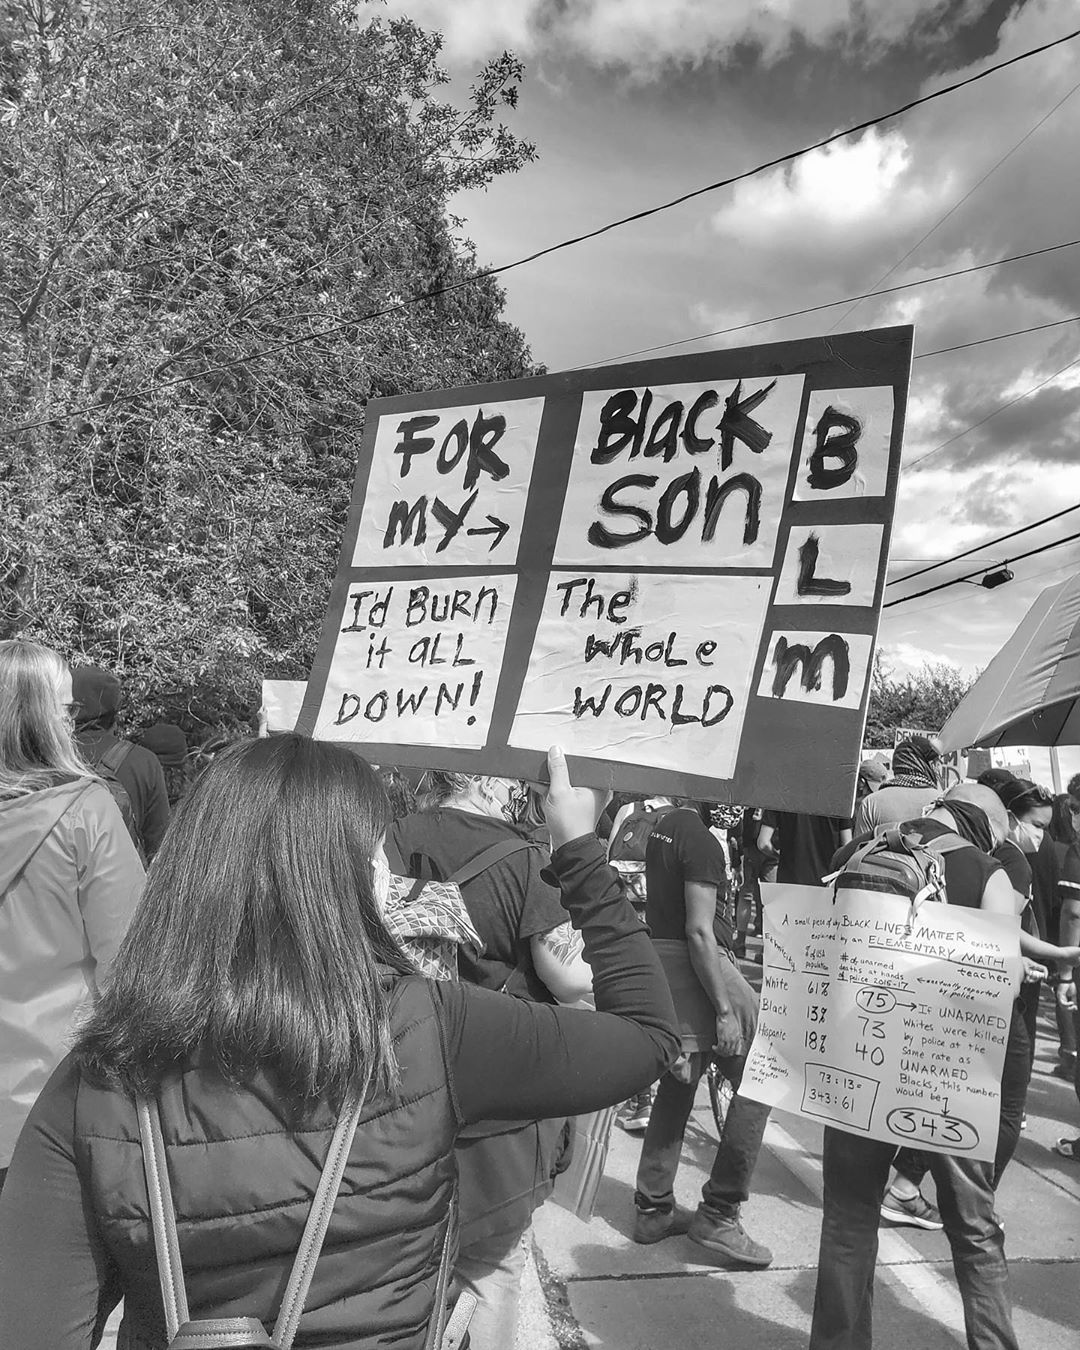 FOR
MY→
Black
SON
I'd BURN
it aLL
DOWN!
The
WhoLe
WORLD
B
L
M
A small piece of why BLACK LIVES MATTER exists
explained by an ELEMENTARY MATH
teacher.
Ethnicity
% of USA
population
# of unarmed
deaths at hands
of police 2015-17
← manually reported
by police
White 61% 75
Black 13% 73
Hispanic 18% 40
73:13=
343:61
→ If UNARMED
Whites were killed
by police at the
same rate as
UNARMED
Blacks, this number
would be
343